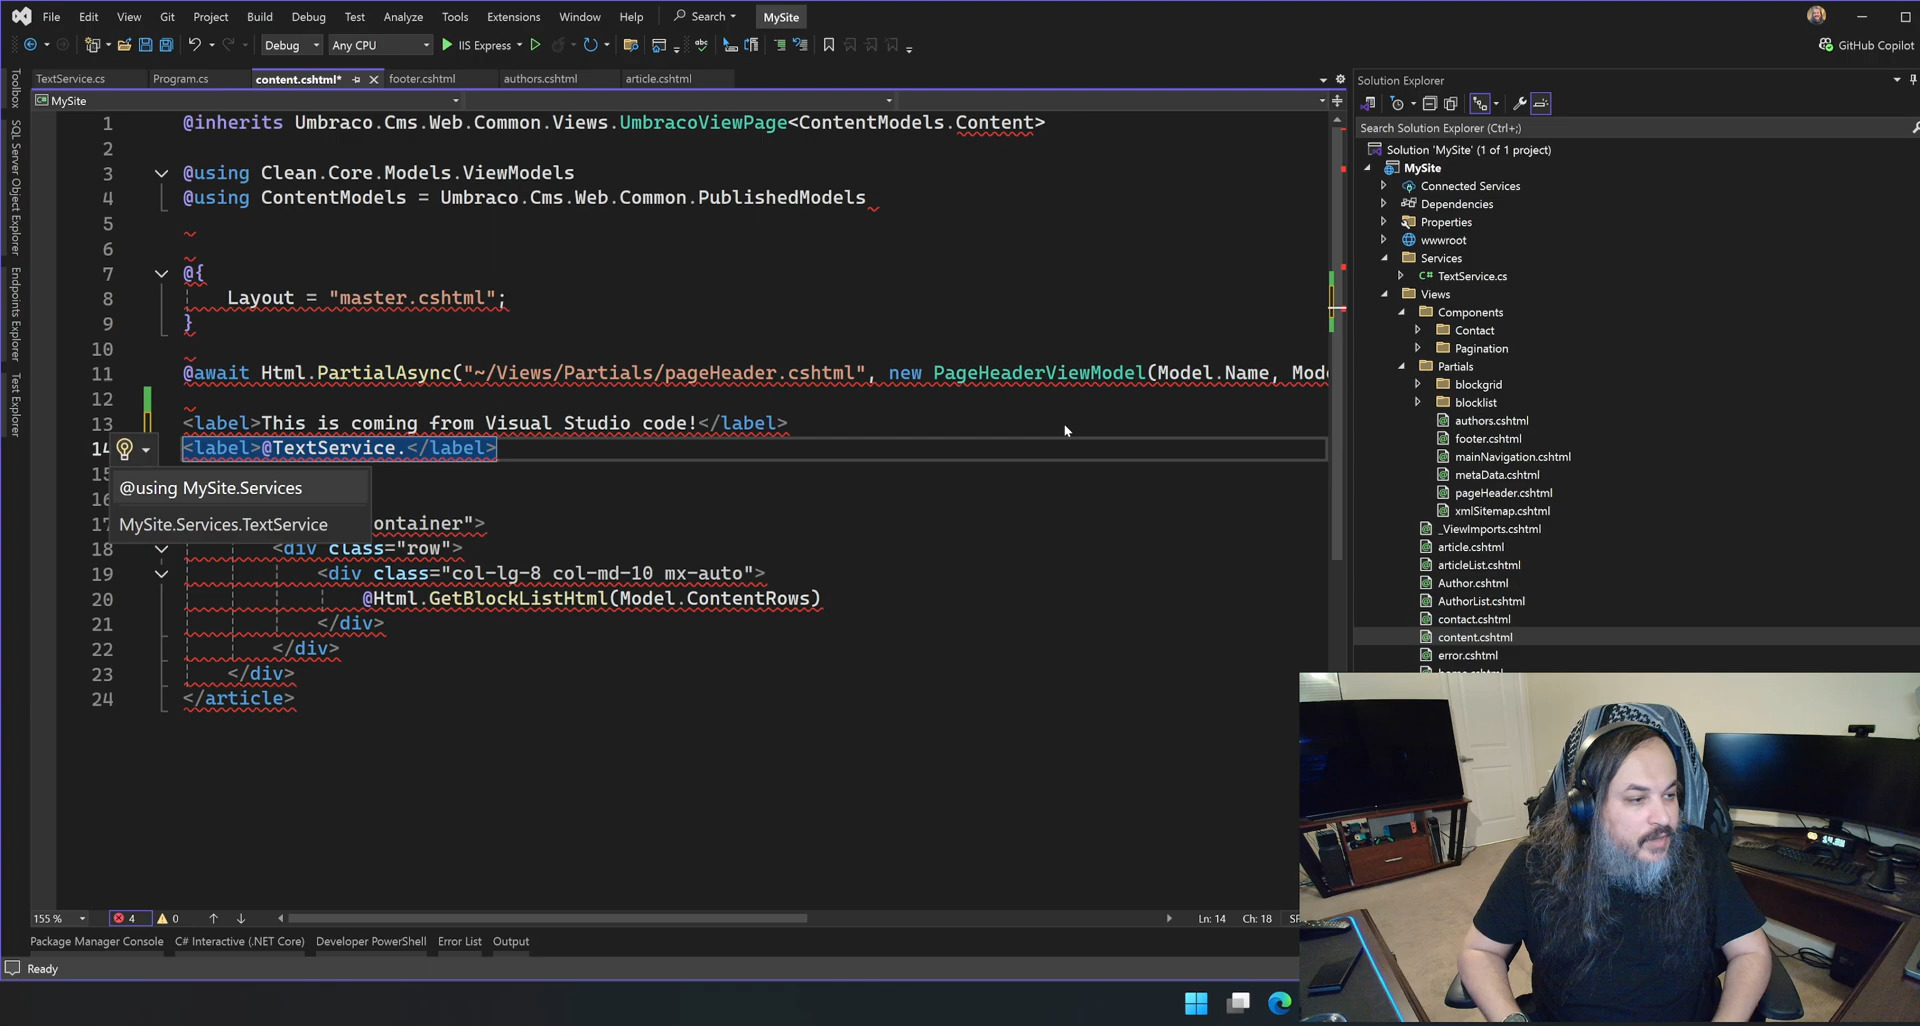 File Edit View Git Project Build Debug Test Analyze Tools Extensions Window Help Search MySite
Debug Any CPU IIS Express GitHub Copilot
TextService.cs Program.cs content.cshtml* footer.cshtml authors.cshtml article.cshtml
MySite
Toolbox
SQL Server Object Explorer
Endpoints Explorer
Test Explorer
1 @inherits Umbraco.Cms.Web.Common.Views.UmbracoViewPage<ContentModels.Content>
2
3 @using Clean.Core.Models.ViewModels
4 @using ContentModels = Umbraco.Cms.Web.Common.PublishedModels
5
6
7 @{
8 Layout = "master.cshtml";
9 }
10
11 @await Html.PartialAsync("~/Views/Partials/pageHeader.cshtml", new PageHeaderViewModel(Model.Name, Mode
12
13 <label>This is coming from Visual Studio code!</label>
14 <label>@TextService.</label>
15
@using MySite.Services
16
MySite.Services.TextService
17 ontainer">
18 <div class="row">
19 <div class="col-lg-8 col-md-10 mx-auto">
20 @Html.GetBlockListHtml(Model.ContentRows)
21 </div>
22 </div>
23 </div>
24 </article>
155 % 4 0 Ln: 14 Ch: 18
Package Manager Console C# Interactive (.NET Core) Developer PowerShell Error List Output
Ready
Solution Explorer
Search Solution Explorer (Ctrl+;)
Solution 'MySite' (1 of 1 project)
MySite
Connected Services
Dependencies
Properties
wwwroot
Services
C# TextService.cs
Views
Components
Contact
Pagination
Partials
blockgrid
blocklist
authors.cshtml
footer.cshtml
mainNavigation.cshtml
metaData.cshtml
pageHeader.cshtml
xmlSitemap.cshtml
_ViewImports.cshtml
article.cshtml
articleList.cshtml
Author.cshtml
AuthorList.cshtml
contact.cshtml
content.cshtml
error.cshtml